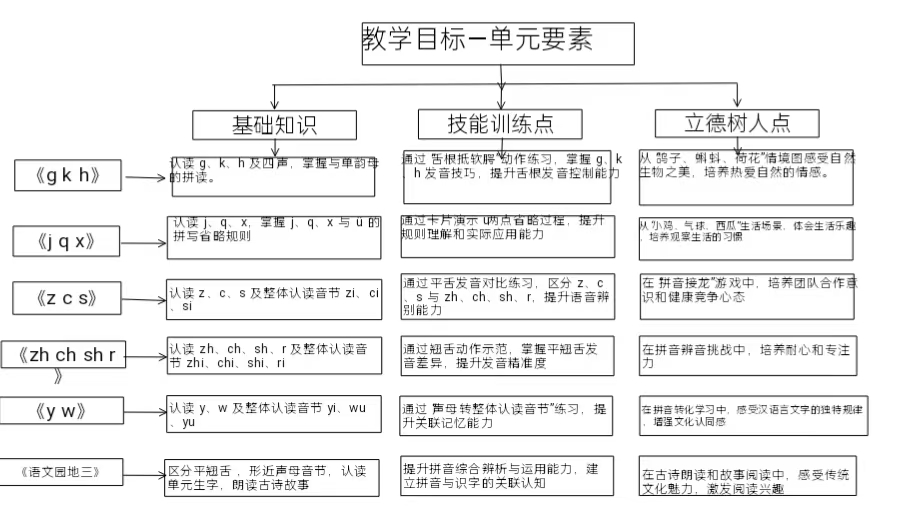 教学目标—单元要素
基础知识
技能训练点
立德树人点
《g k h》
认读 g、k、h 及四声，掌握与单韵母
的拼读。
通过"舌根抵软腭"动作练习，掌握 g、k
、h 发音技巧，提升舌根发音控制能力
从"鸽子、蝌蚪、荷花"情境图感受自然
生物之美，培养热爱自然的情感。
《j q x》
认读 j、q、x，掌握 j、q、x 与 ü 的
拼写省略规则
通过卡片演示 ü两点省略过程，提升
规则理解和实际应用能力
从"小鸡、气球、西瓜"生活场景，体会生活乐趣
，培养观察生活的习惯
《z c s》
认读 z、c、s 及整体认读音节 zi、ci
、si
通过平舌发音对比练习，区分 z、c
、s 与 zh、ch、sh、r，提升语音辨
别能力
在"拼音接龙"游戏中，培养团队合作意
识和健康竞争心态
《zh ch sh r
》
认读 zh、ch、sh、r 及整体认读音
节 zhi、chi、shi、ri
通过翘舌动作示范，掌握平翘舌发
音差异，提升发音精准度
在拼音辨音挑战中，培养耐心和专注
力
《y w》
认读 y、w 及整体认读音节 yi、wu
、yu
通过"声母转整体认读音节"练习，提
升关联记忆能力
在拼音转化学习中，感受汉语言文字的独特规律
，增强文化认同感
《语文园地三》
区分平翘舌 ，形近声母音节，认读
单元生字，朗读古诗故事
提升拼音综合辨析与运用能力，建
立拼音与识字的关联认知
在古诗朗读和故事阅读中，感受传统
文化魅力，激发阅读兴趣